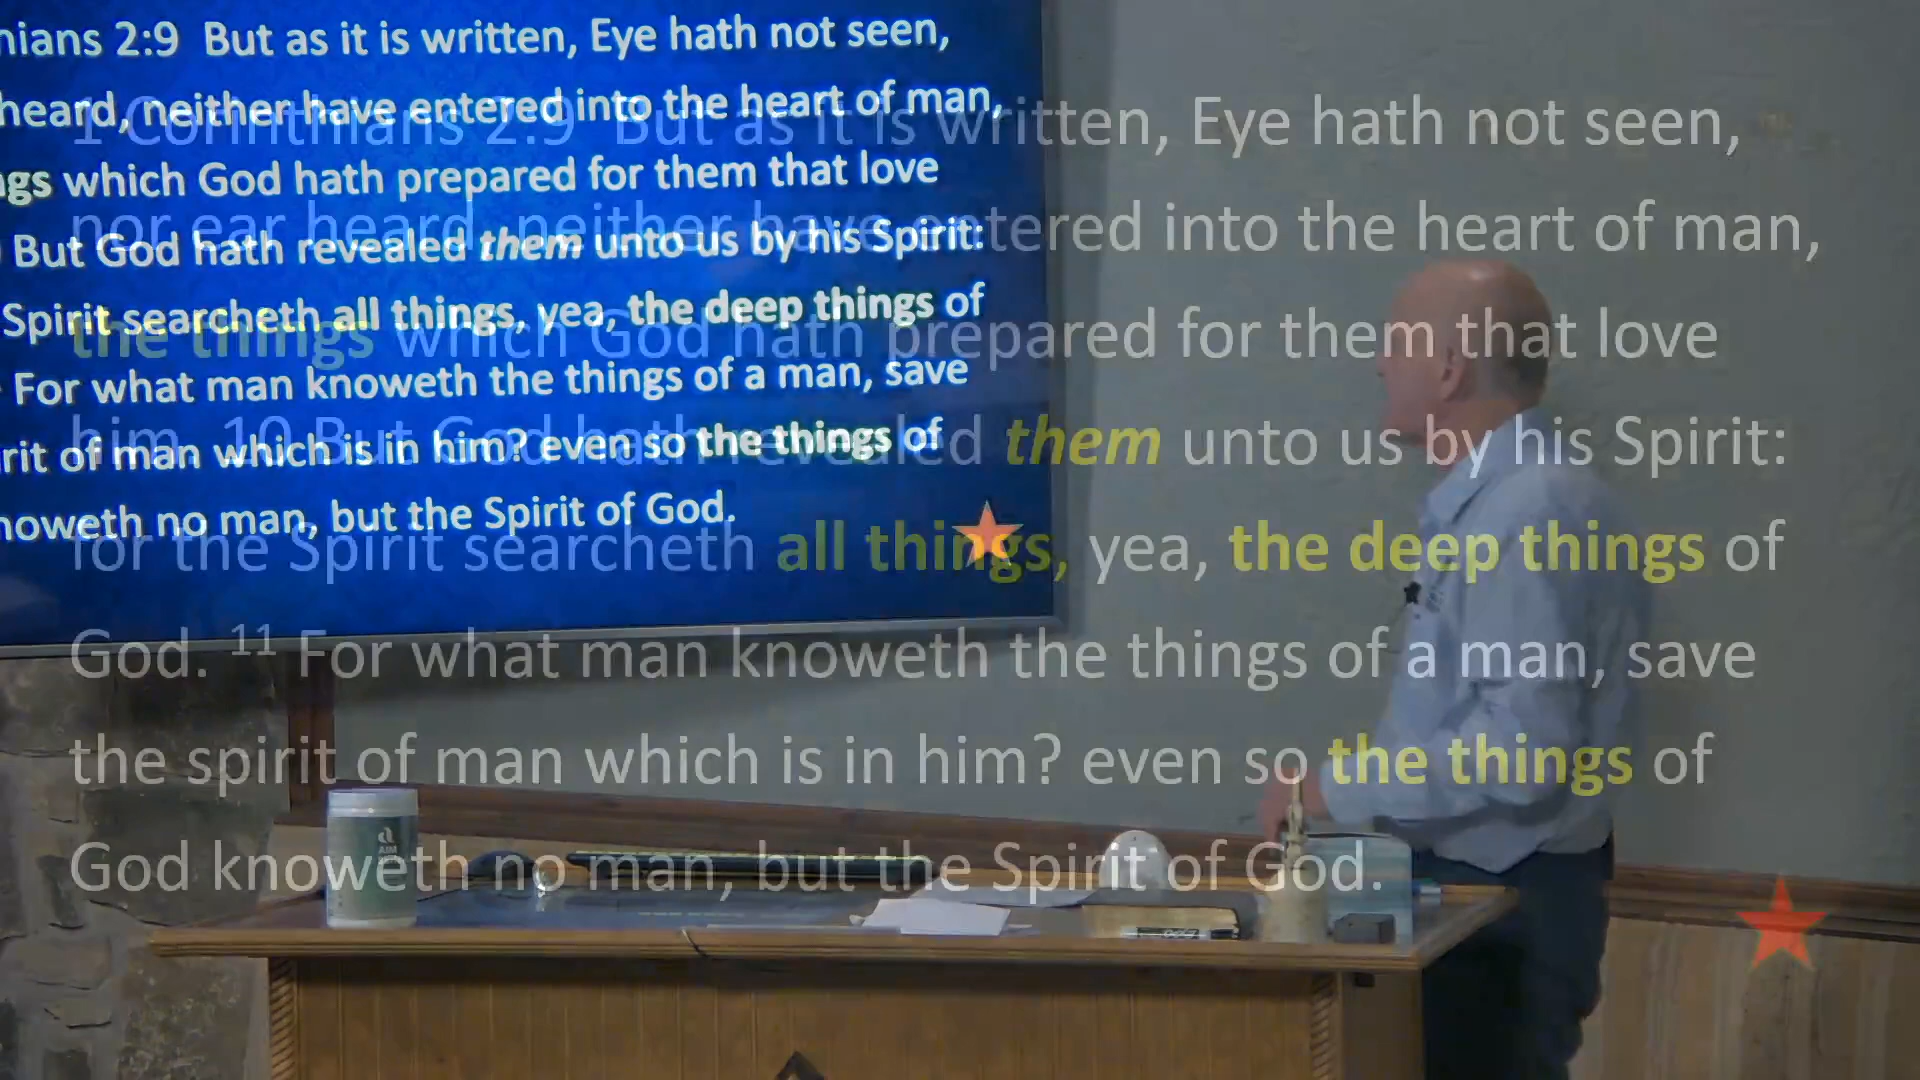 nians 2:9 But as it is written, Eye hath not seen,
heard, neither have entered into the heart of man,
ngs which God hath prepared for them that love
But God hath revealed them unto us by his Spirit:
Spirit searcheth all things, yea, the deep things of
For what man knoweth the things of a man, save
rit of man which is in him? even so the things of
noweth no man, but the Spirit of God.
1 Corinthians 2:9 But as it is written, Eye hath not seen,
nor ear heard, neither have entered into the heart of man,
the things which God hath prepared for them that love
him. 10 But God hath revealed them unto us by his Spirit:
for the Spirit searcheth all things, yea, the deep things of
God. 11 For what man knoweth the things of a man, save
the spirit of man which is in him? even so the things of
God knoweth no man, but the Spirit of God.
AIM